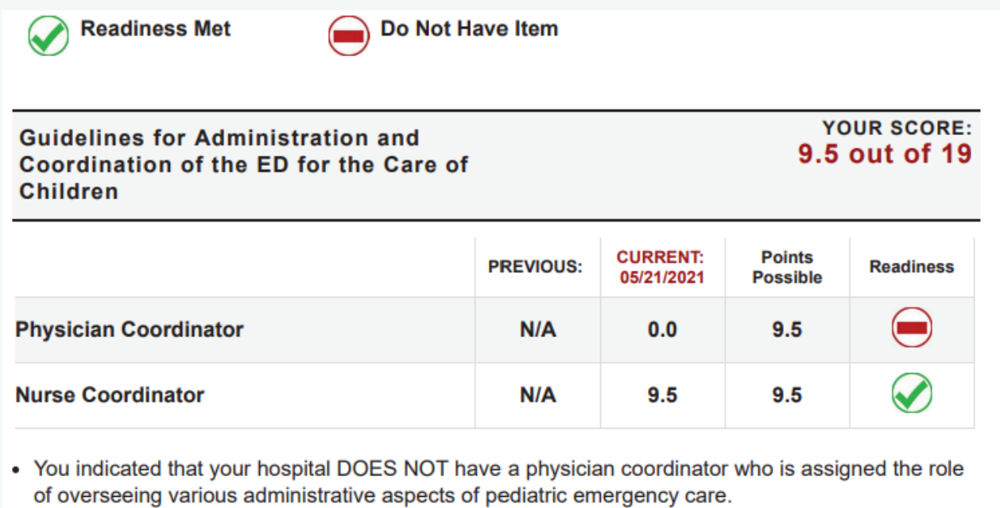 Readiness Met
Do Not Have Item
Guidelines for Administration and
Coordination of the ED for the Care of
Children
YOUR SCORE:
9.5 out of 19
PREVIOUS:
CURRENT:
05/21/2021
Points
Possible
Readiness
Physician Coordinator N/A 0.0 9.5
Nurse Coordinator N/A 9.5 9.5
• You indicated that your hospital DOES NOT have a physician coordinator who is assigned the role
of overseeing various administrative aspects of pediatric emergency care.